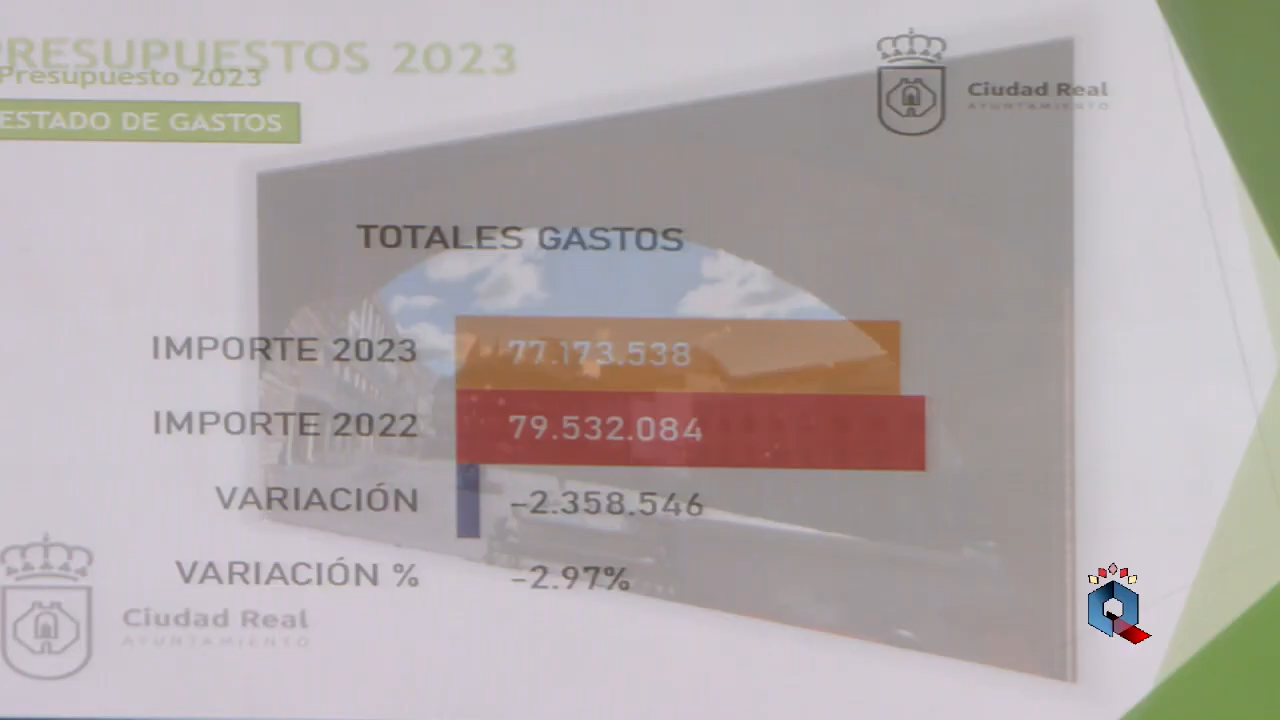 PRESUPUESTOS 2023
Presupuesto 2023
ESTADO DE GASTOS
Ciudad Real
AYUNTAMIENTO
TOTALES GASTOS
IMPORTE 2023 77.173.538
IMPORTE 2022 79.532.084
VARIACIÓN -2.358.546
VARIACIÓN % -2.97%
Ciudad Real
AYUNTAMIENTO